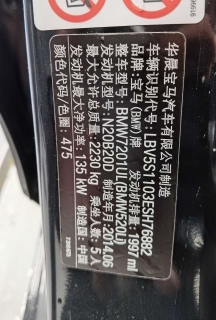 华晨宝马汽车有限公司制造
车辆识别代号: LBV5S1103ESH76882
品牌: 宝马(BMW)牌 发动机排量: 1997 ml
整车型号: BMW7201UL(BMW520Li)
发动机型号: N20B20D 制造年月: 2014.06
最大允许总质量: 2230 kg 乘坐人数: 5人
发动机最大净功率: 135 kW 制造国: 中国
颜色代码/色别: 475